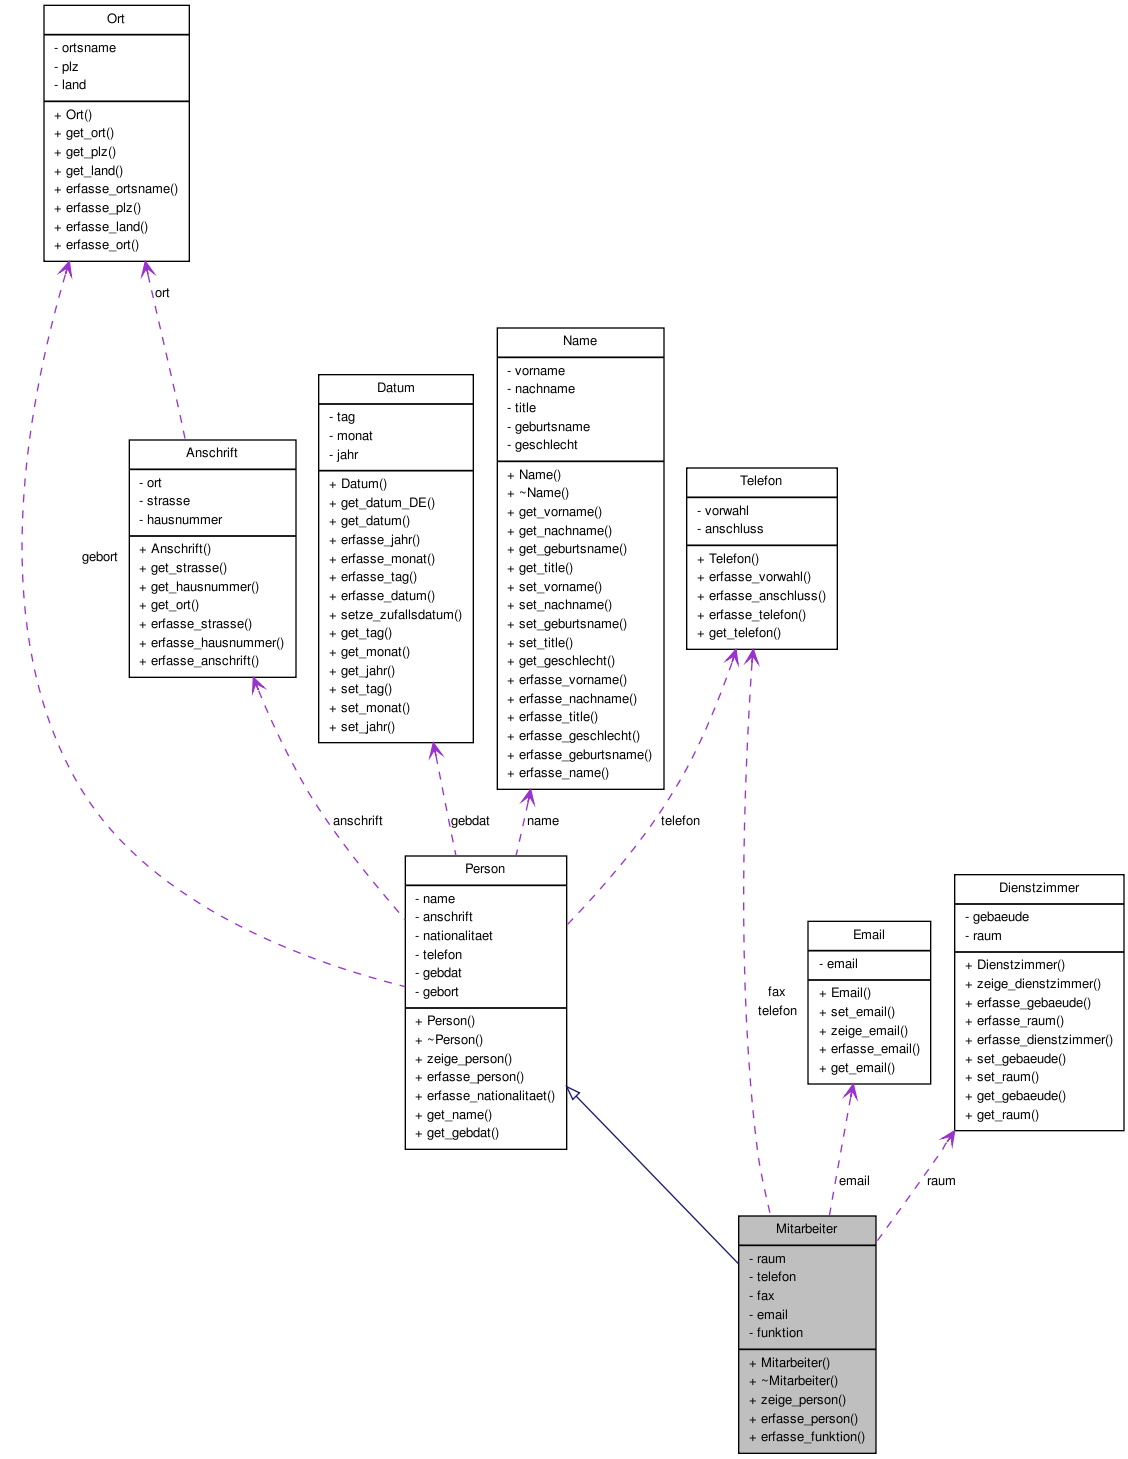 Ort
- ortsname
- plz
- land
+ Ort()
+ get_ort()
+ get_plz()
+ get_land()
+ erfasse_ortsname()
+ erfasse_plz()
+ erfasse_land()
+ erfasse_ort()
ort
Name
- vorname
- nachname
- title
- geburtsname
- geschlecht
+ Name()
+ ~Name()
+ get_vorname()
+ get_nachname()
+ get_geburtsname()
+ get_title()
+ set_vorname()
+ set_nachname()
+ set_geburtsname()
+ set_title()
+ get_geschlecht()
+ erfasse_vorname()
+ erfasse_nachname()
+ erfasse_title()
+ erfasse_geschlecht()
+ erfasse_geburtsname()
+ erfasse_name()
Datum
- tag
- monat
- jahr
+ Datum()
+ get_datum_DE()
+ get_datum()
+ erfasse_jahr()
+ erfasse_monat()
+ erfasse_tag()
+ erfasse_datum()
+ setze_zufallsdatum()
+ get_tag()
+ get_monat()
+ get_jahr()
+ set_tag()
+ set_monat()
+ set_jahr()
Anschrift
- ort
- strasse
- hausnummer
+ Anschrift()
+ get_strasse()
+ get_hausnummer()
+ get_ort()
+ erfasse_strasse()
+ erfasse_hausnummer()
+ erfasse_anschrift()
Telefon
- vorwahl
- anschluss
+ Telefon()
+ erfasse_vorwahl()
+ erfasse_anschluss()
+ erfasse_telefon()
+ get_telefon()
gebort
anschrift
gebdat
name
telefon
Person
- name
- anschrift
- nationalitaet
- telefon
- gebdat
- gebort
+ Person()
+ ~Person()
+ zeige_person()
+ erfasse_person()
+ erfasse_nationalitaet()
+ get_name()
+ get_gebdat()
fax
telefon
Email
- email
+ Email()
+ set_email()
+ zeige_email()
+ erfasse_email()
+ get_email()
Dienstzimmer
- gebaeude
- raum
+ Dienstzimmer()
+ zeige_dienstzimmer()
+ erfasse_gebaeude()
+ erfasse_raum()
+ erfasse_dienstzimmer()
+ set_gebaeude()
+ set_raum()
+ get_gebaeude()
+ get_raum()
email
raum
Mitarbeiter
- raum
- telefon
- fax
- email
- funktion
+ Mitarbeiter()
+ ~Mitarbeiter()
+ zeige_person()
+ erfasse_person()
+ erfasse_funktion()